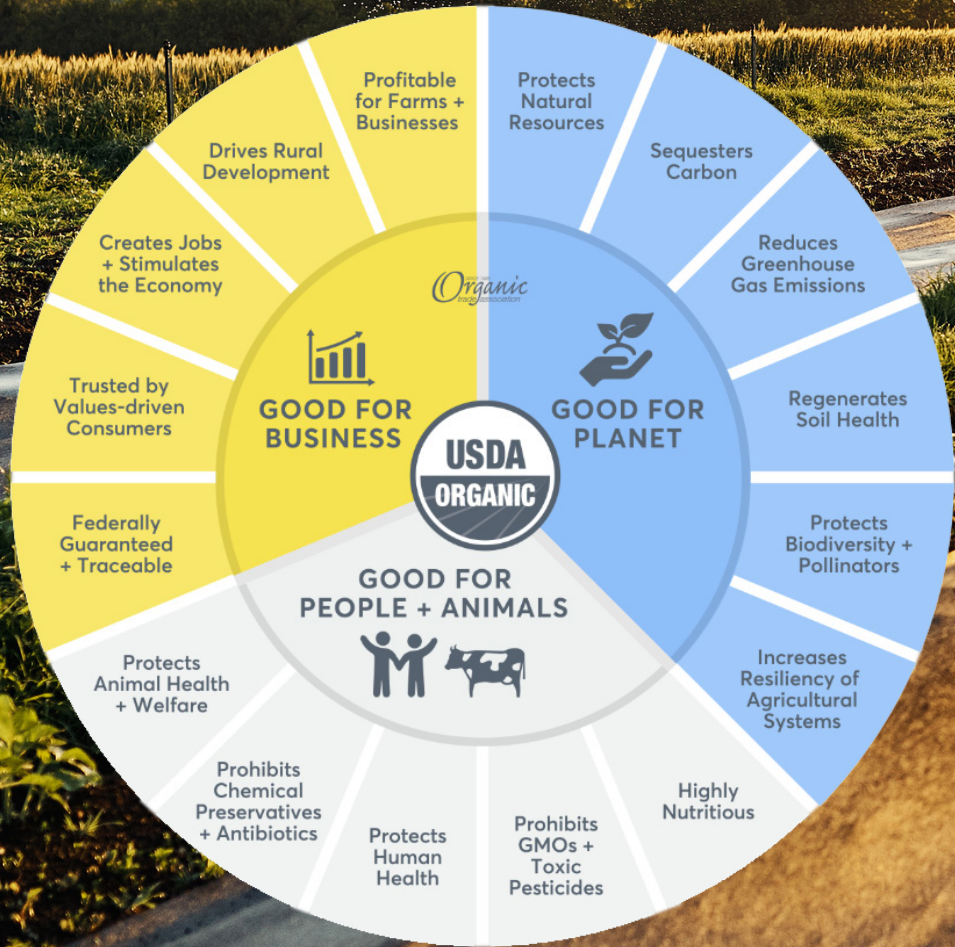 Profitable
for Farms +
Businesses
Protects
Natural
Resources
Drives Rural
Development
Sequesters
Carbon
Creates Jobs
+ Stimulates
the Economy
Reduces
Greenhouse
Gas Emissions
Organic
trade association
Trusted by
Values-driven
Consumers
GOOD FOR
BUSINESS
GOOD FOR
PLANET
Regenerates
Soil Health
USDA
ORGANIC
Federally
Guaranteed
+ Traceable
Protects
Biodiversity +
Pollinators
GOOD FOR
PEOPLE + ANIMALS
Protects
Animal Health
+ Welfare
Increases
Resiliency of
Agricultural
Systems
Prohibits
Chemical
Preservatives
+ Antibiotics
Protects
Human
Health
Prohibits
GMOs +
Toxic
Pesticides
Highly
Nutritious